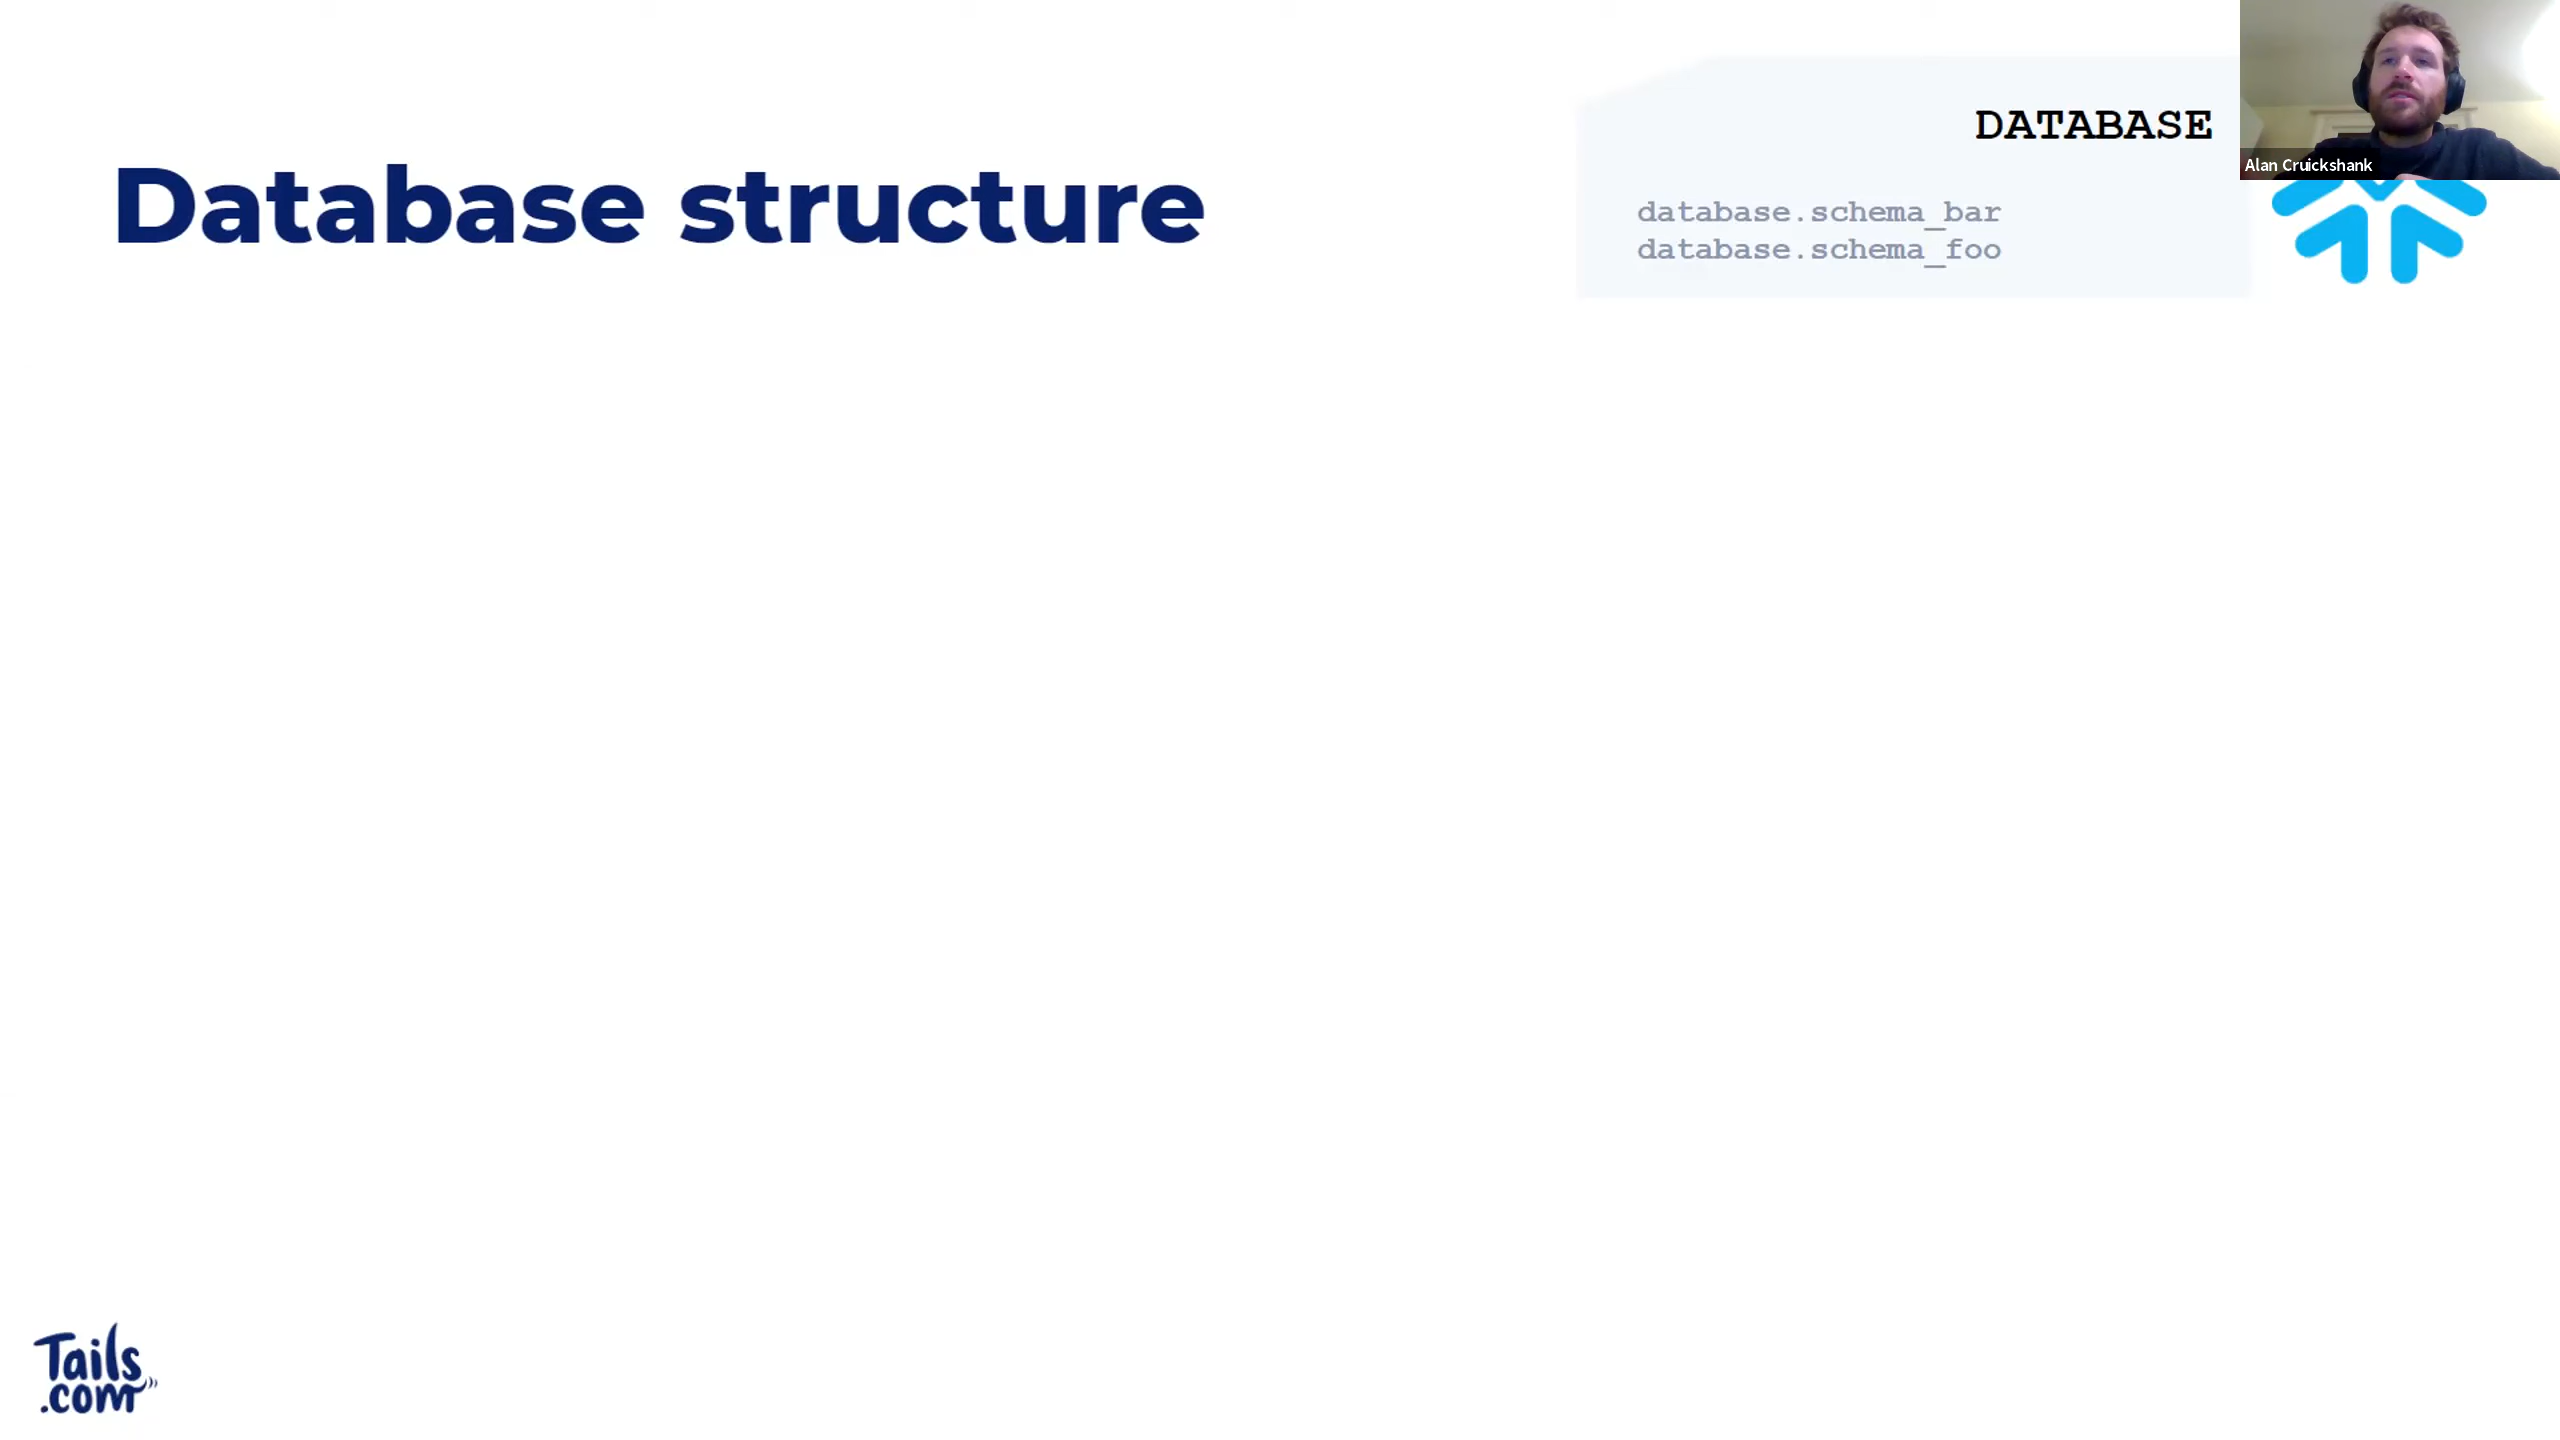 Database structure
DATABASE
database.schema_bar
database.schema_foo
Alan Cruickshank
Tails
.com